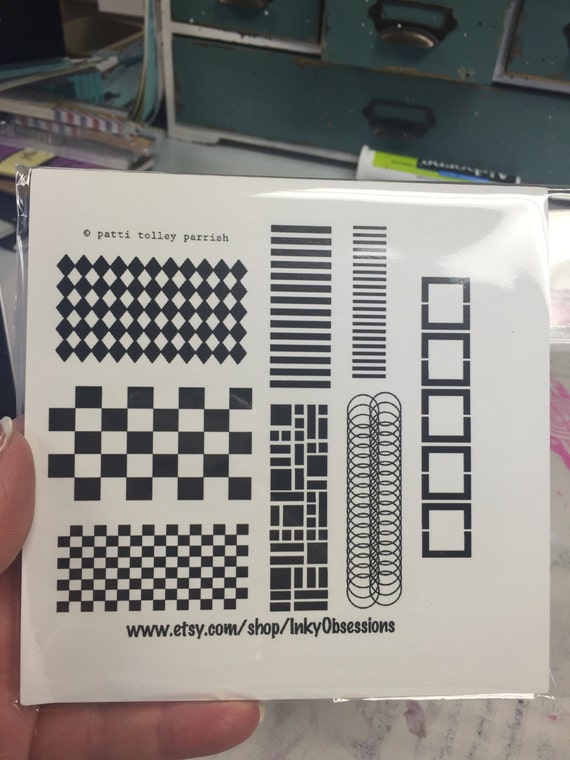 © patti tolley parrish
www.etsy.com/shop/InkyObsessions